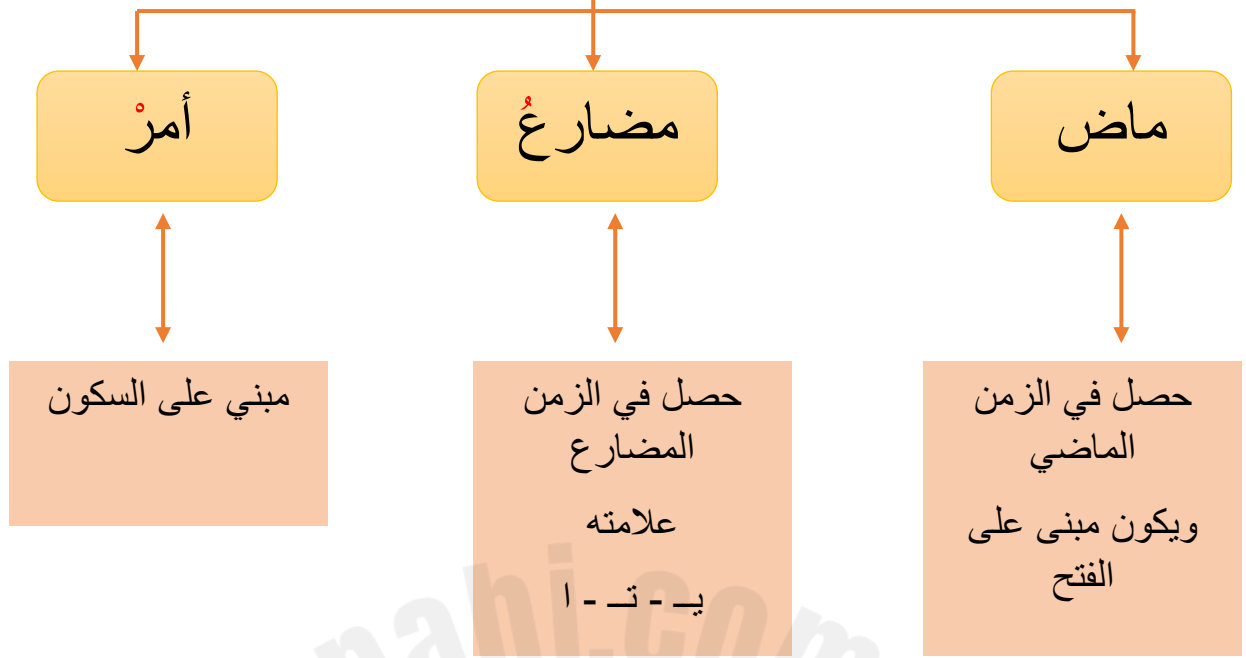 ماض
مضارعُ
أمرْ
حصل في الزمن
الماضي
ويكون مبنى على
الفتح
حصل في الزمن
المضارع
علامته
يـ - تـ - ا
مبني على السكون